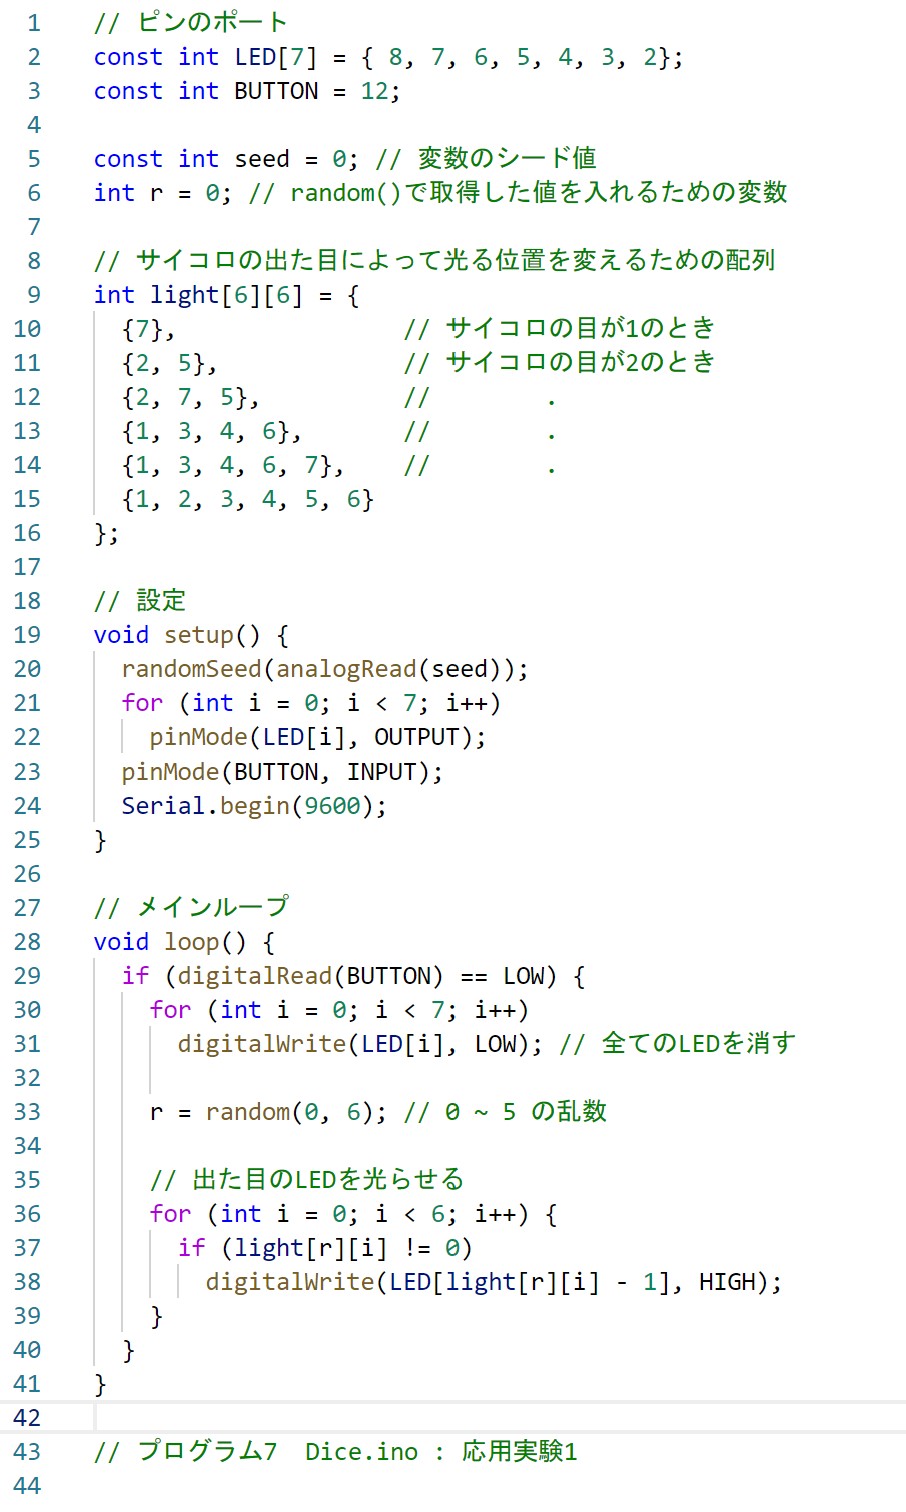 1 // ピンのポート
2 const int LED[7] = { 8, 7, 6, 5, 4, 3, 2};
3 const int BUTTON = 12;
4
5 const int seed = 0; // 変数のシード値
6 int r = 0; // random()で取得した値を入れるための変数
7
8 // サイコロの出た目によって光る位置を変えるための配列
9 int light[6][6] = {
10   {7},                // サイコロの目が1のとき
11   {2, 5},             // サイコロの目が2のとき
12   {2, 7, 5},          //        .
13   {1, 3, 4, 6},       //        .
14   {1, 3, 4, 6, 7},    //        .
15   {1, 2, 3, 4, 5, 6}
16 };
17
18 // 設定
19 void setup() {
20   randomSeed(analogRead(seed));
21   for (int i = 0; i < 7; i++)
22     pinMode(LED[i], OUTPUT);
23   pinMode(BUTTON, INPUT);
24   Serial.begin(9600);
25 }
26
27 // メインループ
28 void loop() {
29   if (digitalRead(BUTTON) == LOW) {
30     for (int i = 0; i < 7; i++)
31       digitalWrite(LED[i], LOW); // 全てのLEDを消す
32
33     r = random(0, 6); // 0 ~ 5 の乱数
34
35     // 出た目のLEDを光らせる
36     for (int i = 0; i < 6; i++) {
37       if (light[r][i] != 0)
38         digitalWrite(LED[light[r][i] - 1], HIGH);
39     }
40   }
41 }
42
43 // プログラム7  Dice.ino : 応用実験1
44